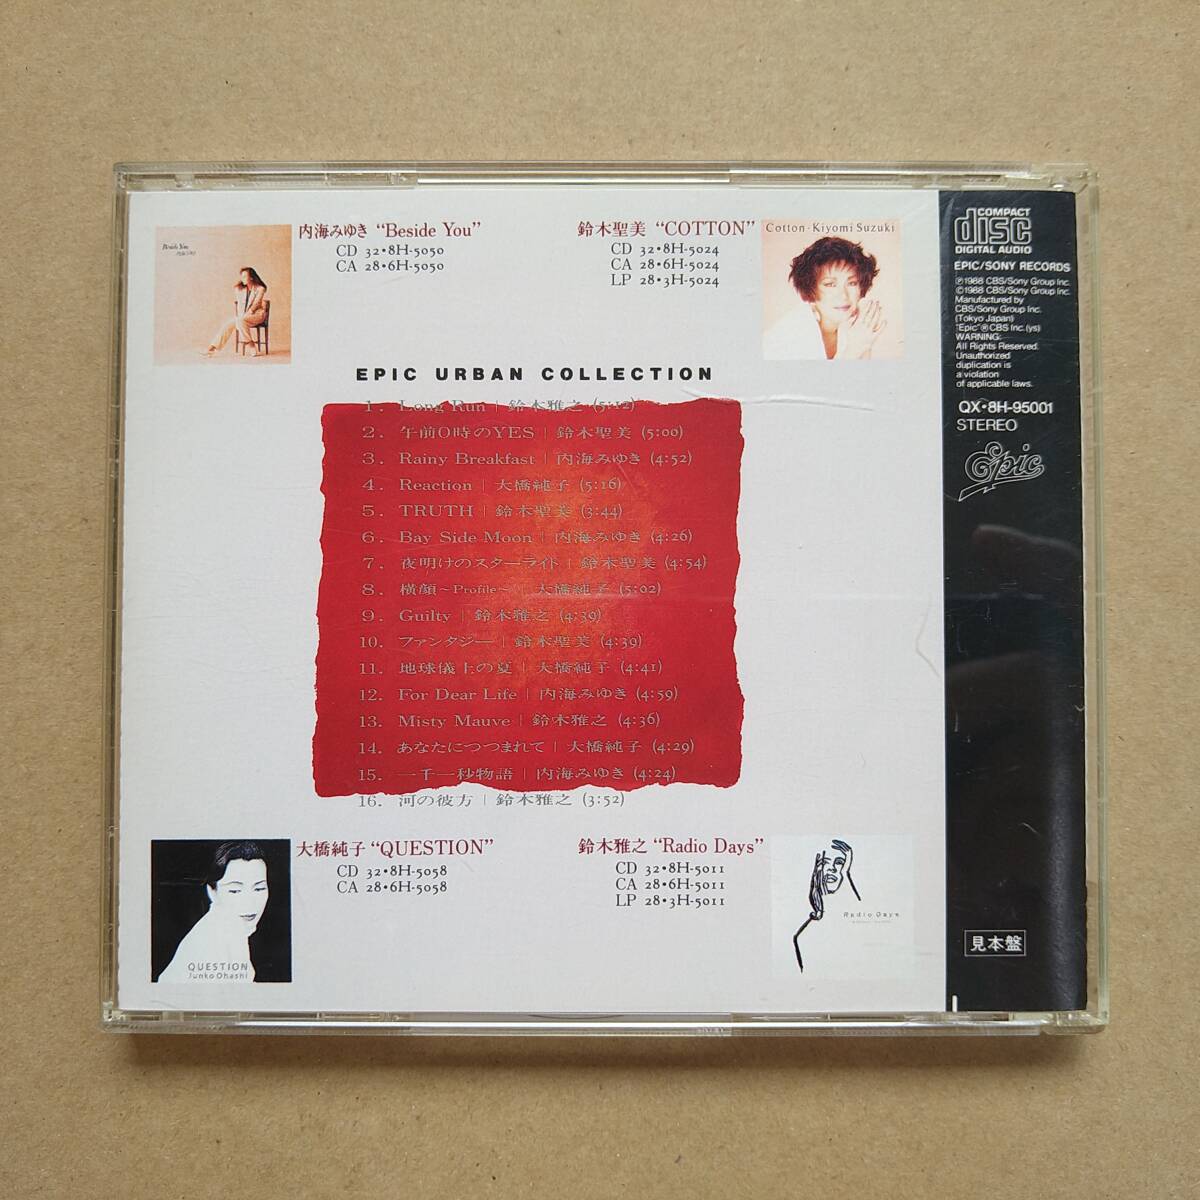 Beside You
内海みゆき “Beside You”
CD 32・8H-5050
CA 28・6H-5050
鈴木聖美 “COTTON”
CD 32・8H-5024
CA 28・6H-5024
LP 28・3H-5024
Cotton・Kiyomi Suzuki
EPIC URBAN COLLECTION
1. Long Run | 鈴木雅之 (5:12)
2. 午前0時のYES | 鈴木聖美 (5:00)
3. Rainy Breakfast | 内海みゆき (4:52)
4. Reaction | 大橋純子 (5:16)
5. TRUTH | 鈴木聖美 (3:44)
6. Bay Side Moon | 内海みゆき (4:26)
7. 夜明けのスターライト | 鈴木聖美 (4:54)
8. 横顔～Profile～ | 大橋純子 (5:02)
9. Guilty | 鈴木雅之 (4:39)
10. ファンタジー | 鈴木聖美 (4:39)
11. 地球儀上の夏 | 大橋純子 (4:41)
12. For Dear Life | 内海みゆき (4:59)
13. Misty Mauve | 鈴木雅之 (4:36)
14. あなたにつつまれて | 大橋純子 (4:29)
15. 一千一秒物語 | 内海みゆき (4:24)
16. 河の彼方 | 鈴木雅之 (3:52)
QUESTION
Junko Ohashi
大橋純子 “QUESTION”
CD 32・8H-5058
CA 28・6H-5058
鈴木雅之 “Radio Days”
CD 32・8H-5011
CA 28・6H-5011
LP 28・3H-5011
Radio Days
COMPACT
disc
DIGITAL AUDIO
EPIC/SONY RECORDS
℗1988 CBS/Sony Group Inc.
©1988 CBS/Sony Group Inc.
Manufactured by
CBS/Sony Group Inc.
(Tokyo Japan)
"Epic"®CBS Inc.(ys)
WARNING:
All Rights Reserved.
Unauthorized
duplication is
a violation
of applicable laws.
QX・8H-95001
STEREO
Epic
見本盤